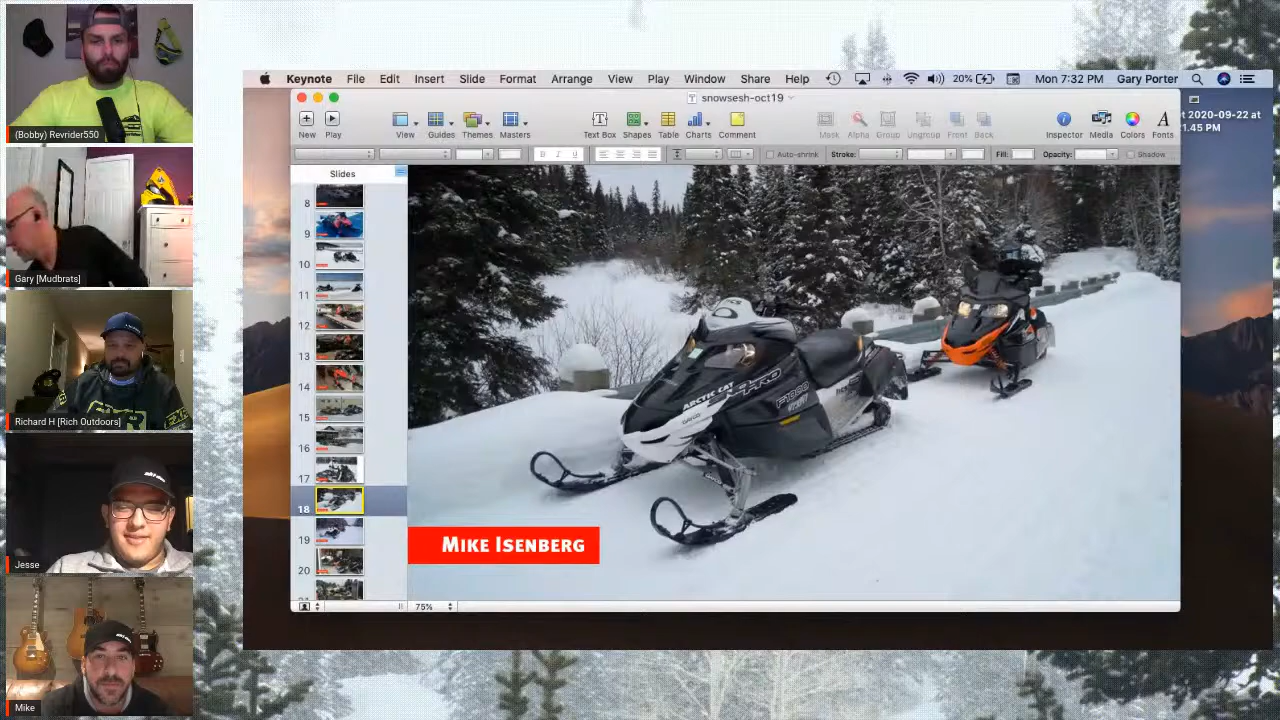 (Bobby) Revrider550
Gary [Mudbrats]
Richard H [Rich Outdoors]
Jesse
Mike
Keynote File Edit Insert Slide Format Arrange View Play Window Share Help 20% Mon 7:32 PM Gary Porter
snowsesh-oct19
New Play View Guides Themes Masters Text Box Shapes Table Charts Comment Mask Alpha Group Ungroup Front Back Inspector Media Colors Fonts
B I U Auto-shrink Stroke: Fill: Opacity: Shadow
Slides
8
9
10
11
12
13
14
15
16
17
18
19
20
ARCTIC CAT
F1000
MIKE ISENBERG
75%
2020-09-22 at